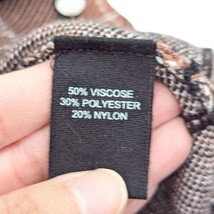 50% VISCOSE
30% POLYESTER
20% NYLON